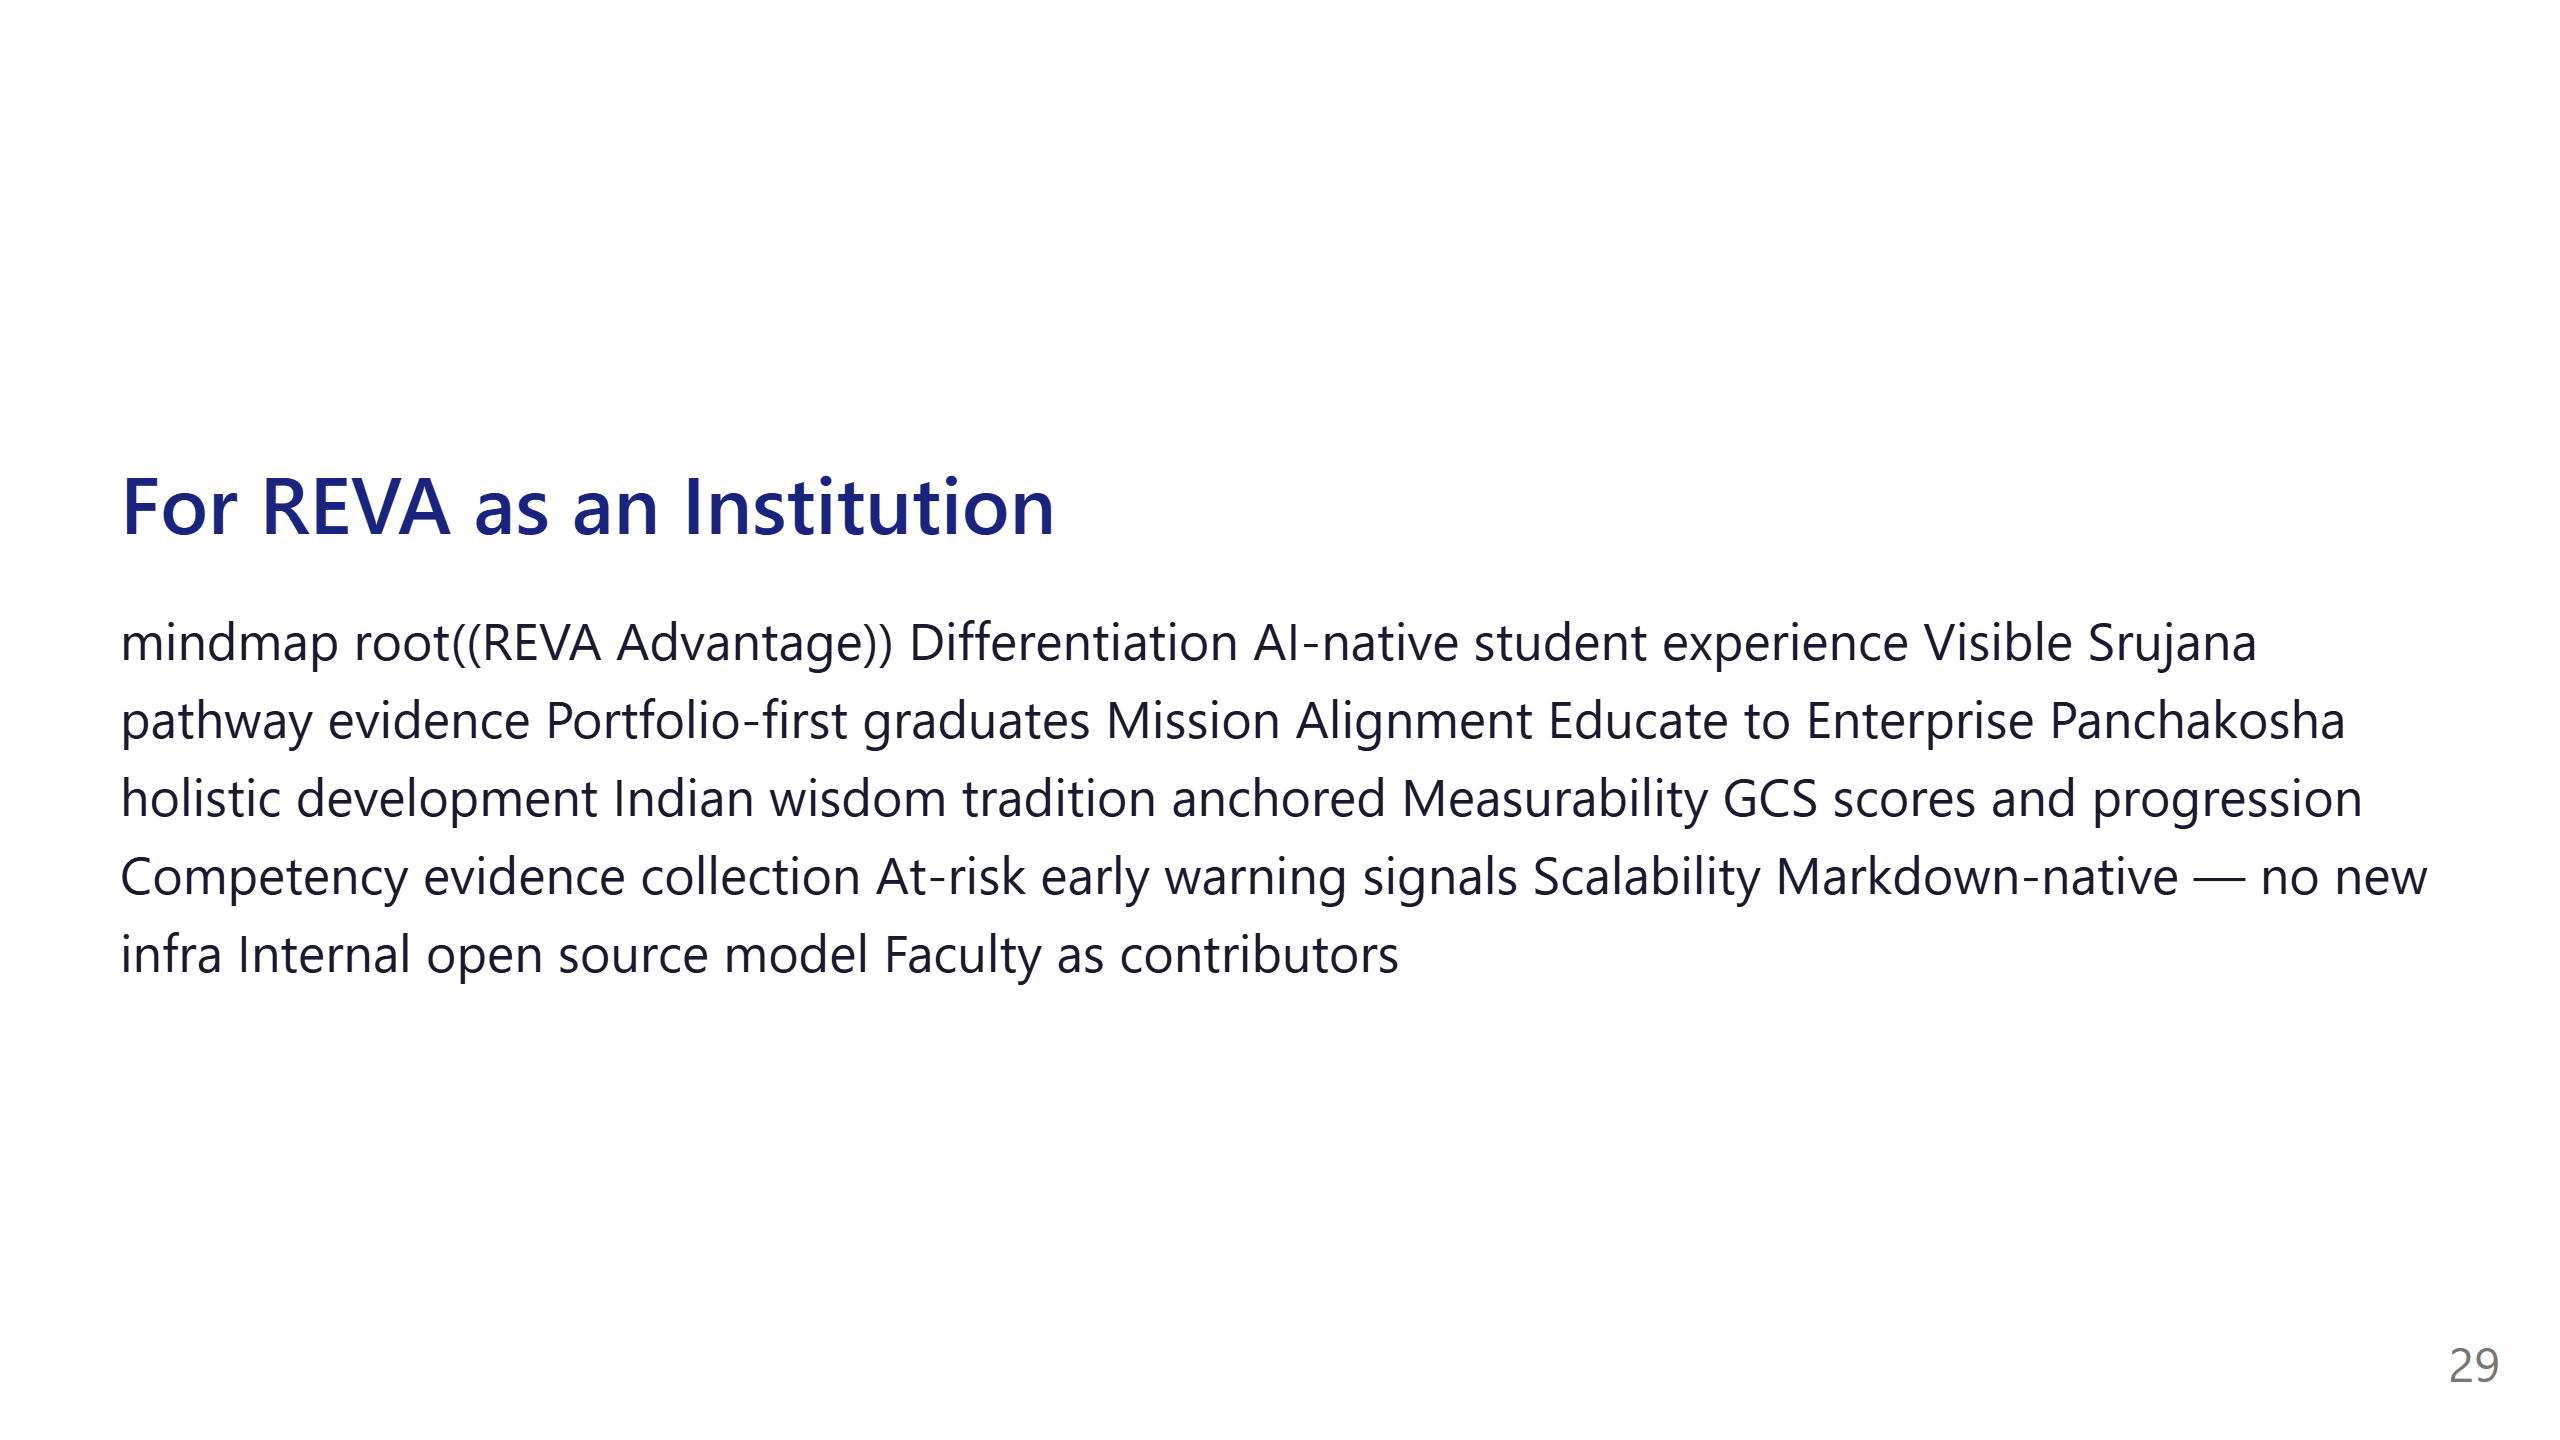 For REVA as an Institution
mindmap root((REVA Advantage)) Differentiation AI-native student experience Visible Srujana
pathway evidence Portfolio-first graduates Mission Alignment Educate to Enterprise Panchakosha
holistic development Indian wisdom tradition anchored Measurability GCS scores and progression
Competency evidence collection At-risk early warning signals Scalability Markdown-native — no new
infra Internal open source model Faculty as contributors
29